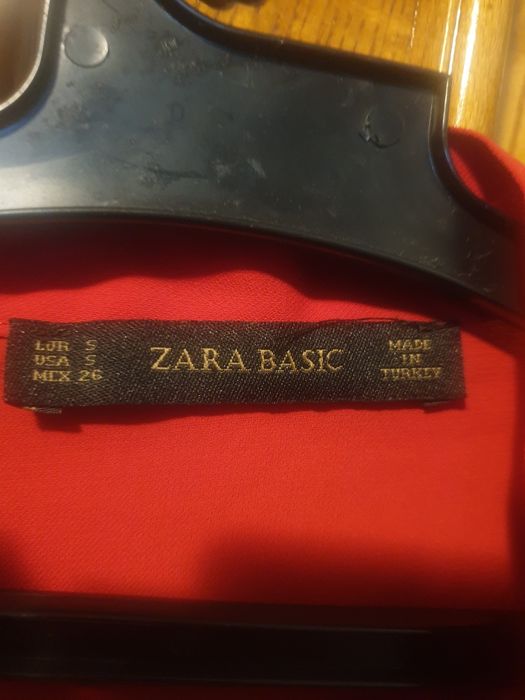 EUR S
USA S
MEX 26
ZARA BASIC
MADE
IN
TURKEY